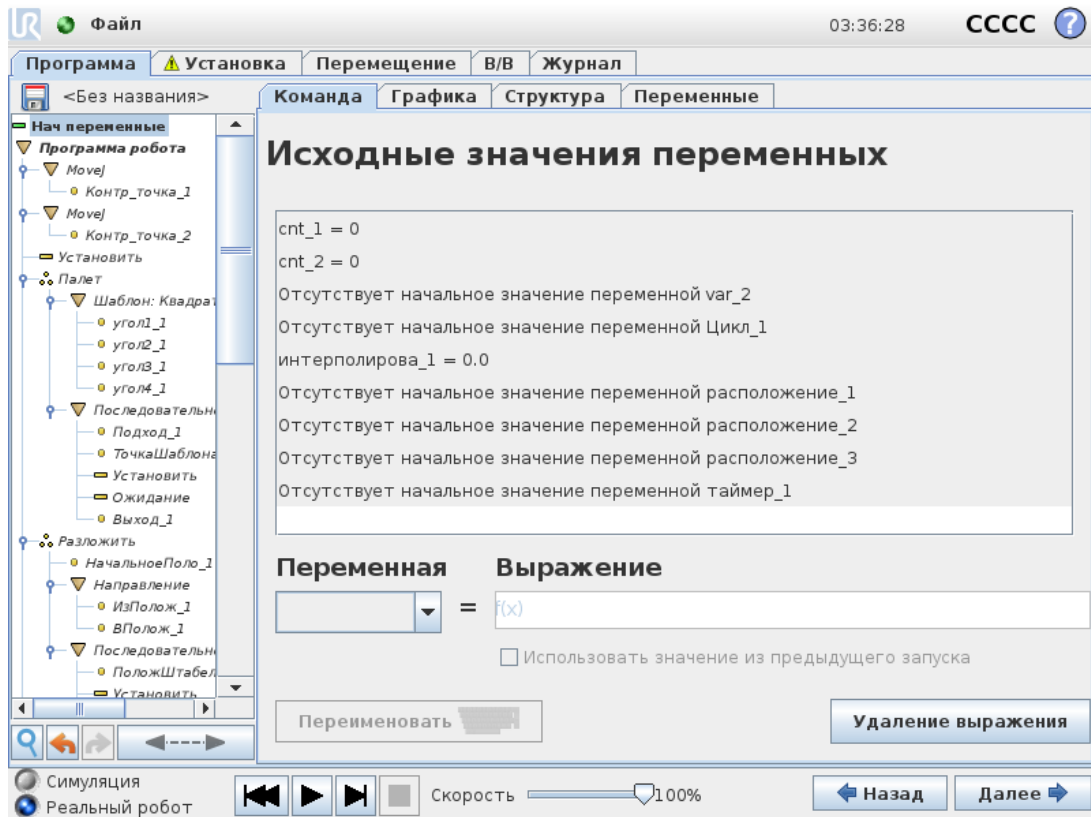 Файл
03:36:28
CCCC
?
Программа
Установка
Перемещение
В/В
Журнал
<Без названия>
Команда
Графика
Структура
Переменные
Нач переменные
Программа робота
MoveJ
Контр_точка_1
MoveJ
Контр_точка_2
Установить
Палет
Шаблон: Квадрат
угол1_1
угол2_1
угол3_1
угол4_1
Последовательн
Подход_1
ТочкаШаблона
Установить
Ожидание
Выход_1
Разложить
НачальноеПоло_1
Направление
ИзПолож_1
ВПолож_1
Последовательн
ПоложШтабел
Установить
Исходные значения переменных
cnt_1 = 0
cnt_2 = 0
Отсутствует начальное значение переменной var_2
Отсутствует начальное значение переменной Цикл_1
интерполирова_1 = 0.0
Отсутствует начальное значение переменной расположение_1
Отсутствует начальное значение переменной расположение_2
Отсутствует начальное значение переменной расположение_3
Отсутствует начальное значение переменной таймер_1
Переменная
Выражение
=
f(x)
Использовать значение из предыдущего запуска
Переименовать
Удаление выражения
Симуляция
Реальный робот
Скорость
100%
Назад
Далее